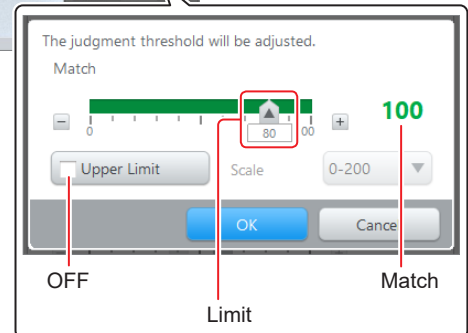 The judgment threshold will be adjusted.
Match
100
0 80 00
Upper Limit Scale 0-200
OK Cance
OFF Match
Limit